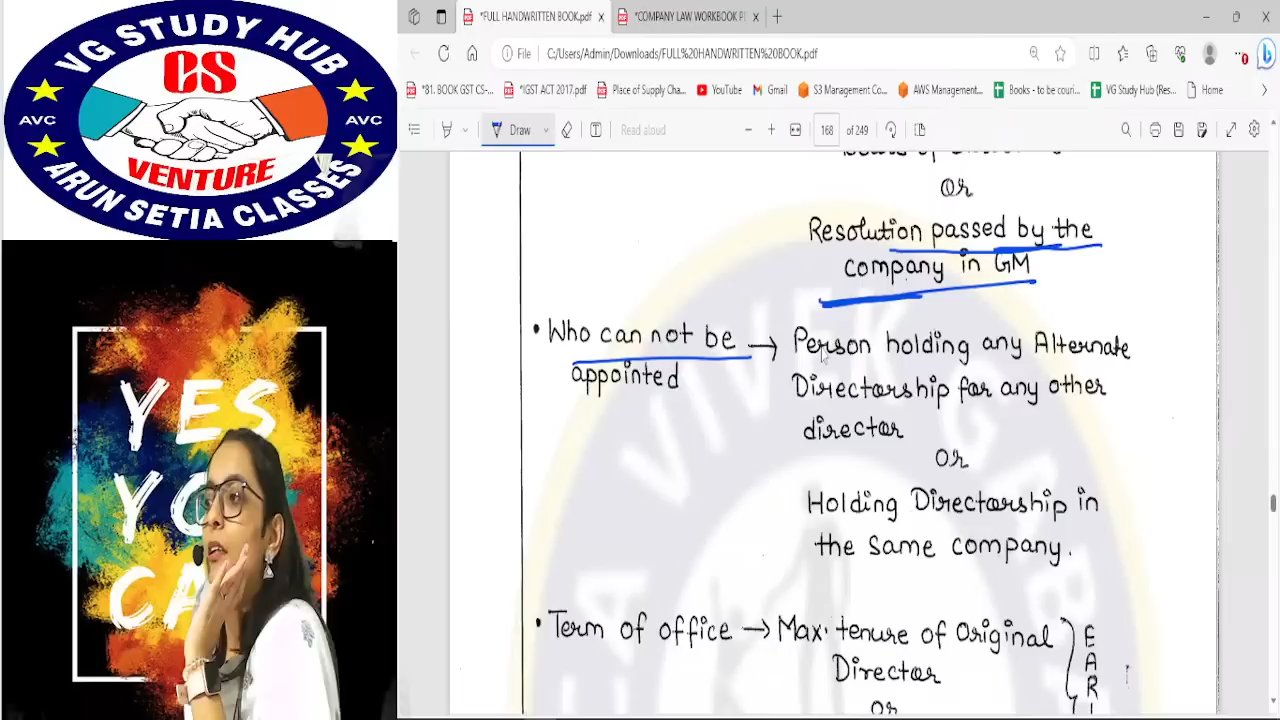 VG STUDY HUB
CS
AVC
AVC
VENTURE
ARUN SETIA CLASSES
YES
YO
CA
*FULL HANDWRITTEN BOOK.pdf
*COMPANY LAW WORKBOOK P
File
C:/Users/Admin/Downloads/FULL%20HANDWRITTEN%20BOOK.pdf
*81. BOOK GST CS-...
*IGST ACT 2017.pdf
Place of Supply Cha...
YouTube
Gmail
S3 Management Co...
AWS Management...
Books - to be Couri...
VG Study Hub (Res...
Home
Draw
Read aloud
168
of 249
Or
Resolution passed by the
company in GM
• Who can not be → Person holding any Alternate
appointed
Directorship for any other
director
Or
Holding Directorship in
the same company.
• Term of office → Max. tenure of Original
Director
or
E
A
R
VIVEK